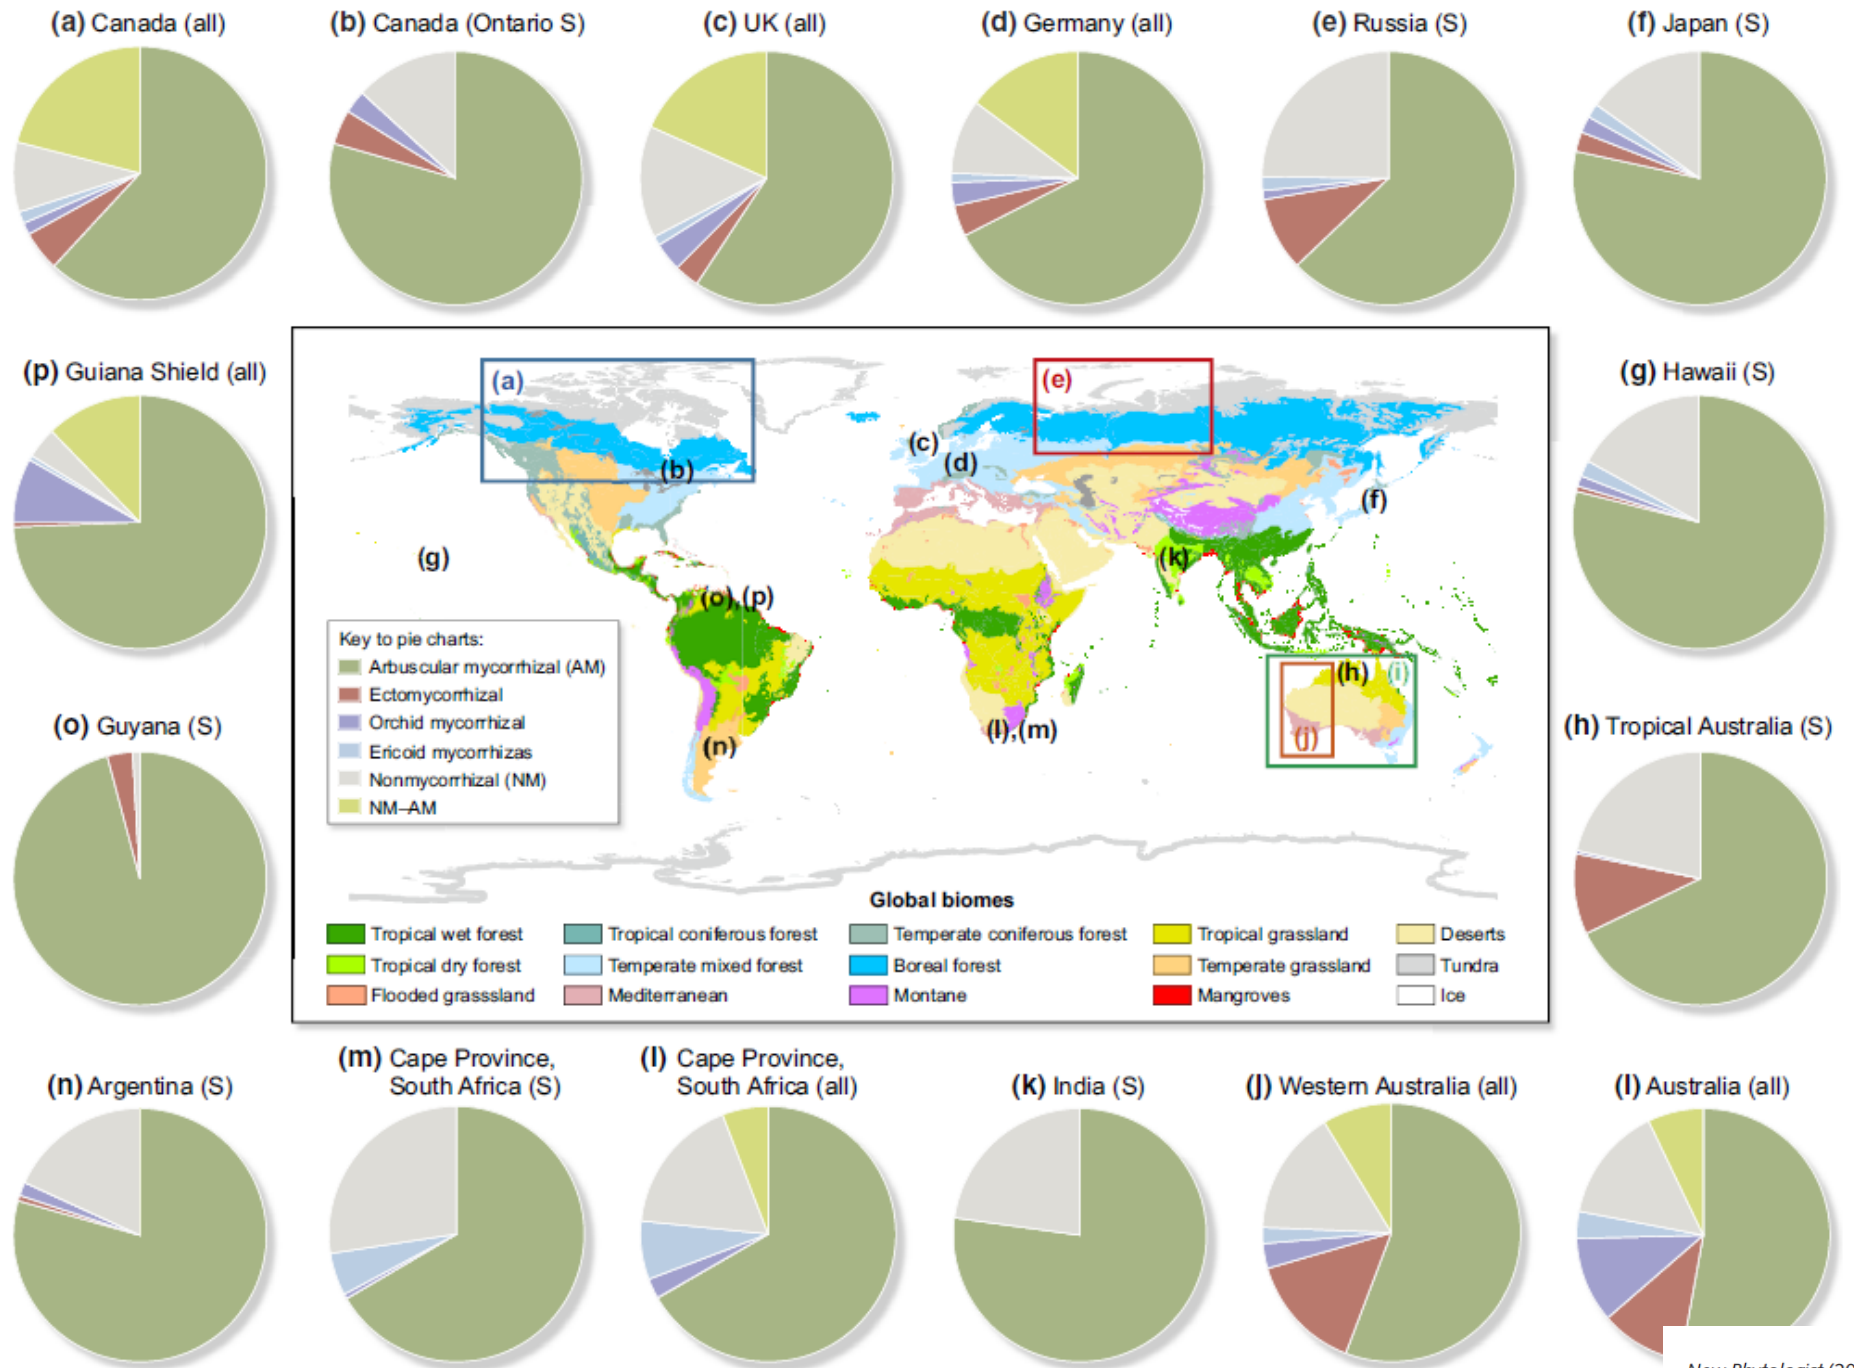 (a) Canada (all)
(b) Canada (Ontario S)
(c) UK (all)
(d) Germany (all)
(e) Russia (S)
(f) Japan (S)
(p) Guiana Shield (all)
(g) Hawaii (S)
(o) Guyana (S)
(h) Tropical Australia (S)
(a)
(e)
(c)
(b)
(d)
(f)
(g)
(k)
(o),(p)
(h)
(i)
(j)
(l),(m)
(n)
Key to pie charts:
Arbuscular mycorrhizal (AM)
Ectomycorrhizal
Orchid mycorrhizal
Ericoid mycorrhizas
Nonmycorrhizal (NM)
NM–AM
Global biomes
Tropical wet forest
Tropical coniferous forest
Temperate coniferous forest
Tropical grassland
Deserts
Tropical dry forest
Temperate mixed forest
Boreal forest
Temperate grassland
Tundra
Flooded grasssland
Mediterranean
Montane
Mangroves
Ice
(n) Argentina (S)
(m) Cape Province,
South Africa (S)
(l) Cape Province,
South Africa (all)
(k) India (S)
(j) Western Australia (all)
(I) Australia (all)